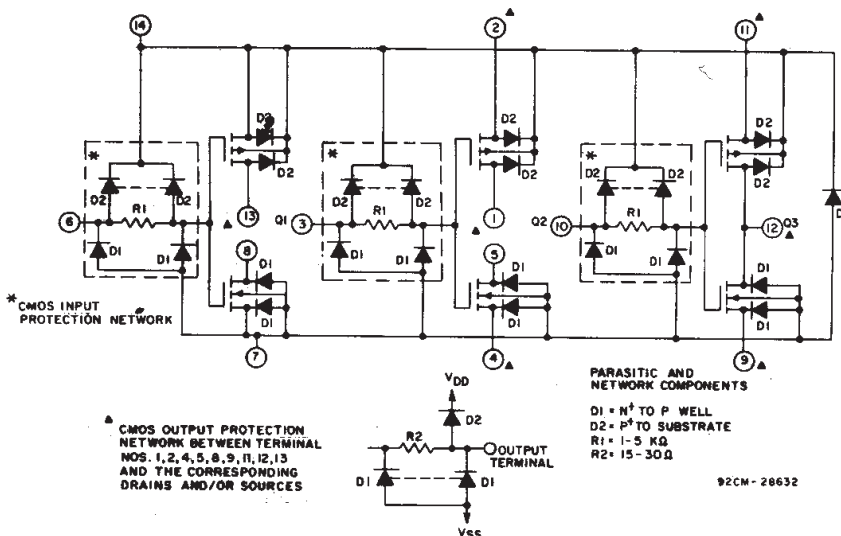 14
2 ▲
11 ▲
D2
D2
D2
D2
D2
D2
*
*
*
D2
D2
D2
D2
D2
D2
R1
R1
R1
6
13 ▲
Q1
3
1 ▲
Q2
10
12 ▲
Q3
D1
D1
D1
D1
D1
D1
8
5
D1
D1
D1
D1
D1
D1
7
4 ▲
9 ▲
* CMOS INPUT
PROTECTION NETWORK
▲ CMOS OUTPUT PROTECTION
NETWORK BETWEEN TERMINAL
NOS. 1,2,4,5,8,9,11,12,13
AND THE CORRESPONDING
DRAINS AND/OR SOURCES
VDD
D2
R2
OUTPUT
TERMINAL
D1
D1
VSS
PARASITIC AND
NETWORK COMPONENTS
D1 = N+ TO P WELL
D2 = P+ TO SUBSTRATE
R1 = 1-5 KΩ
R2 = 15-30Ω
92CM-28632